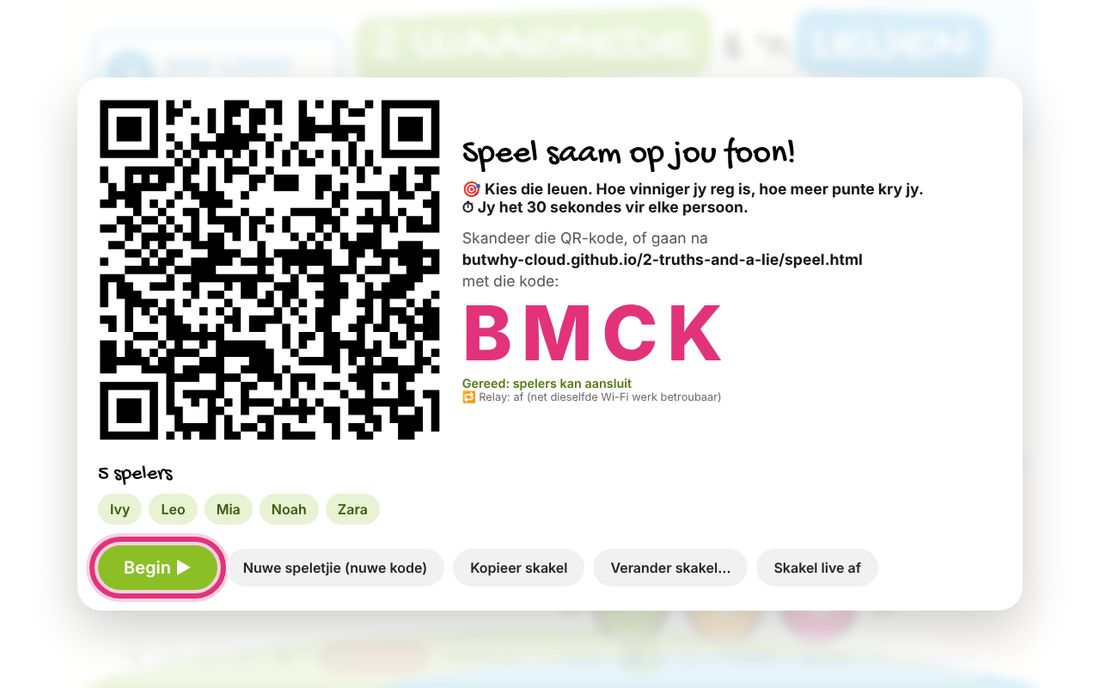 2 WAARHEDE & 'n LIEUEN
Speel saam op jou foon!
🎯 Kies die leuen. Hoe vinniger jy reg is, hoe meer punte kry jy.
⏱ Jy het 30 sekondes vir elke persoon.
Skandeer die QR-kode, of gaan na
butwhy-cloud.github.io/2-truths-and-a-lie/speel.html
met die kode:
BMCK
Gereed: spelers kan aansluit
🔁 Relay: af (net dieselfde Wi-Fi werk betroubaar)
5 spelers
Ivy Leo Mia Noah Zara
Begin ▶ Nuwe speletjie (nuwe kode) Kopieer skakel Verander skakel... Skakel live af